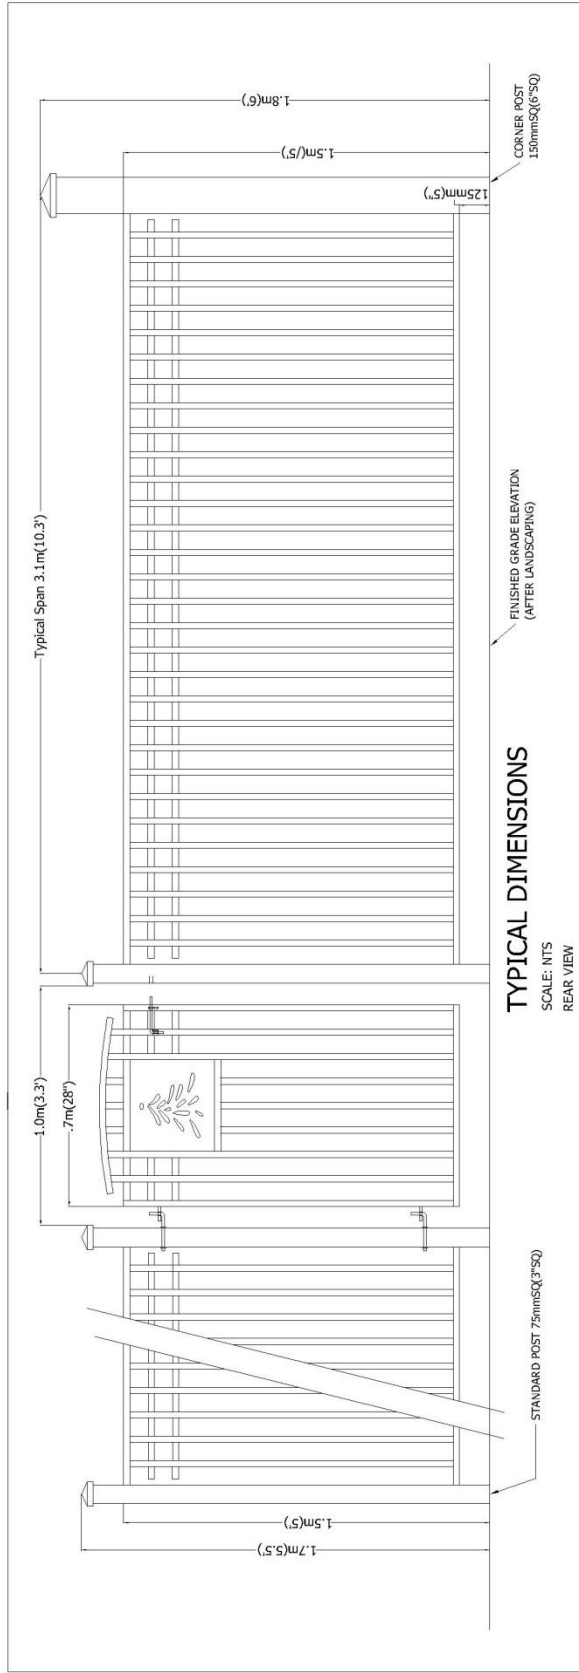 1.7m(5.5')
1.5m(5')
1.0m(3.3')
.7m(28")
Typical Span 3.1m(10.3')
1.8m(6')
1.5m(/5')
125mm(5")
STANDARD POST 75mmSQ(3"SQ)
FINISHED GRADE ELEVATION
(AFTER LANDSCAPING)
CORNER POST
150mmSQ(6"SQ)
TYPICAL DIMENSIONS
SCALE: NTS
REAR VIEW